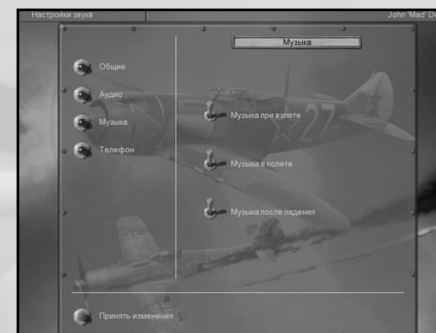 Настройки звука
John 'Mad'
Музыка
Общие
Аудио
Музыка
Телефон
Музыка при взлете
Музыка в полете
Музыка после падения
Принять изменения
27